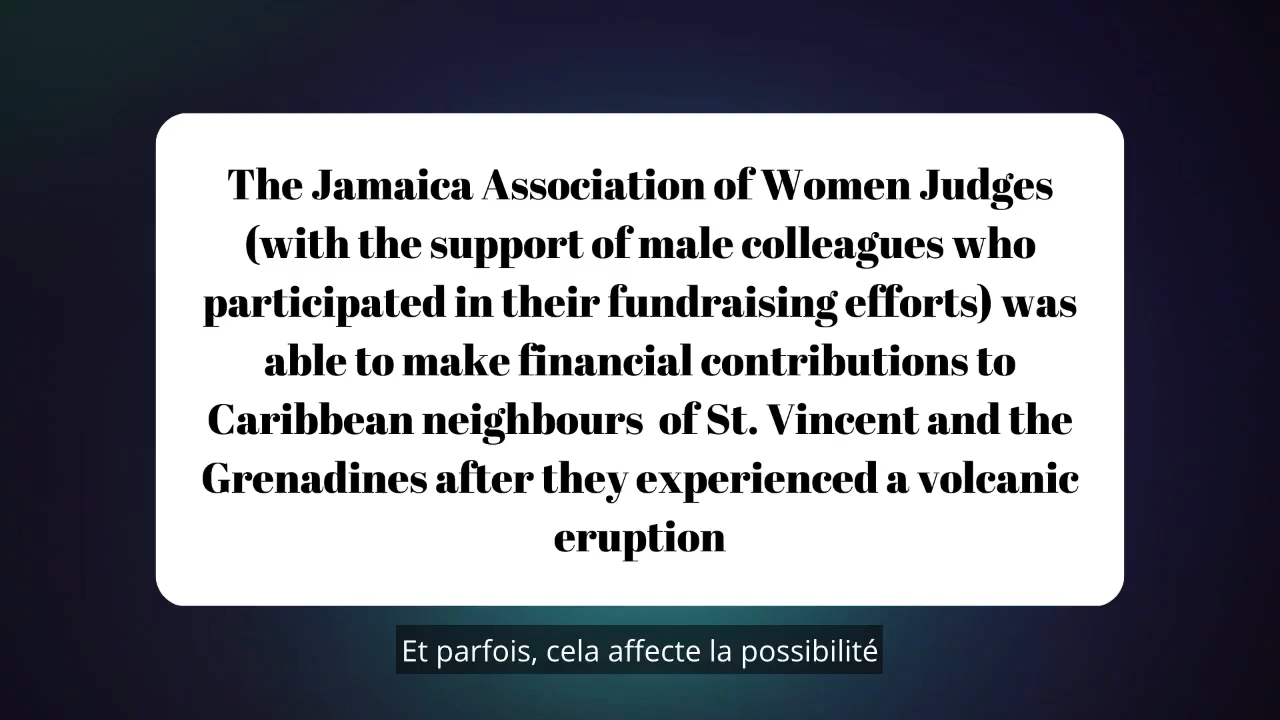 The Jamaica Association of Women Judges
(with the support of male colleagues who
participated in their fundraising efforts) was
able to make financial contributions to
Caribbean neighbours of St. Vincent and the
Grenadines after they experienced a volcanic
eruption
Et parfois, cela affecte la possibilité